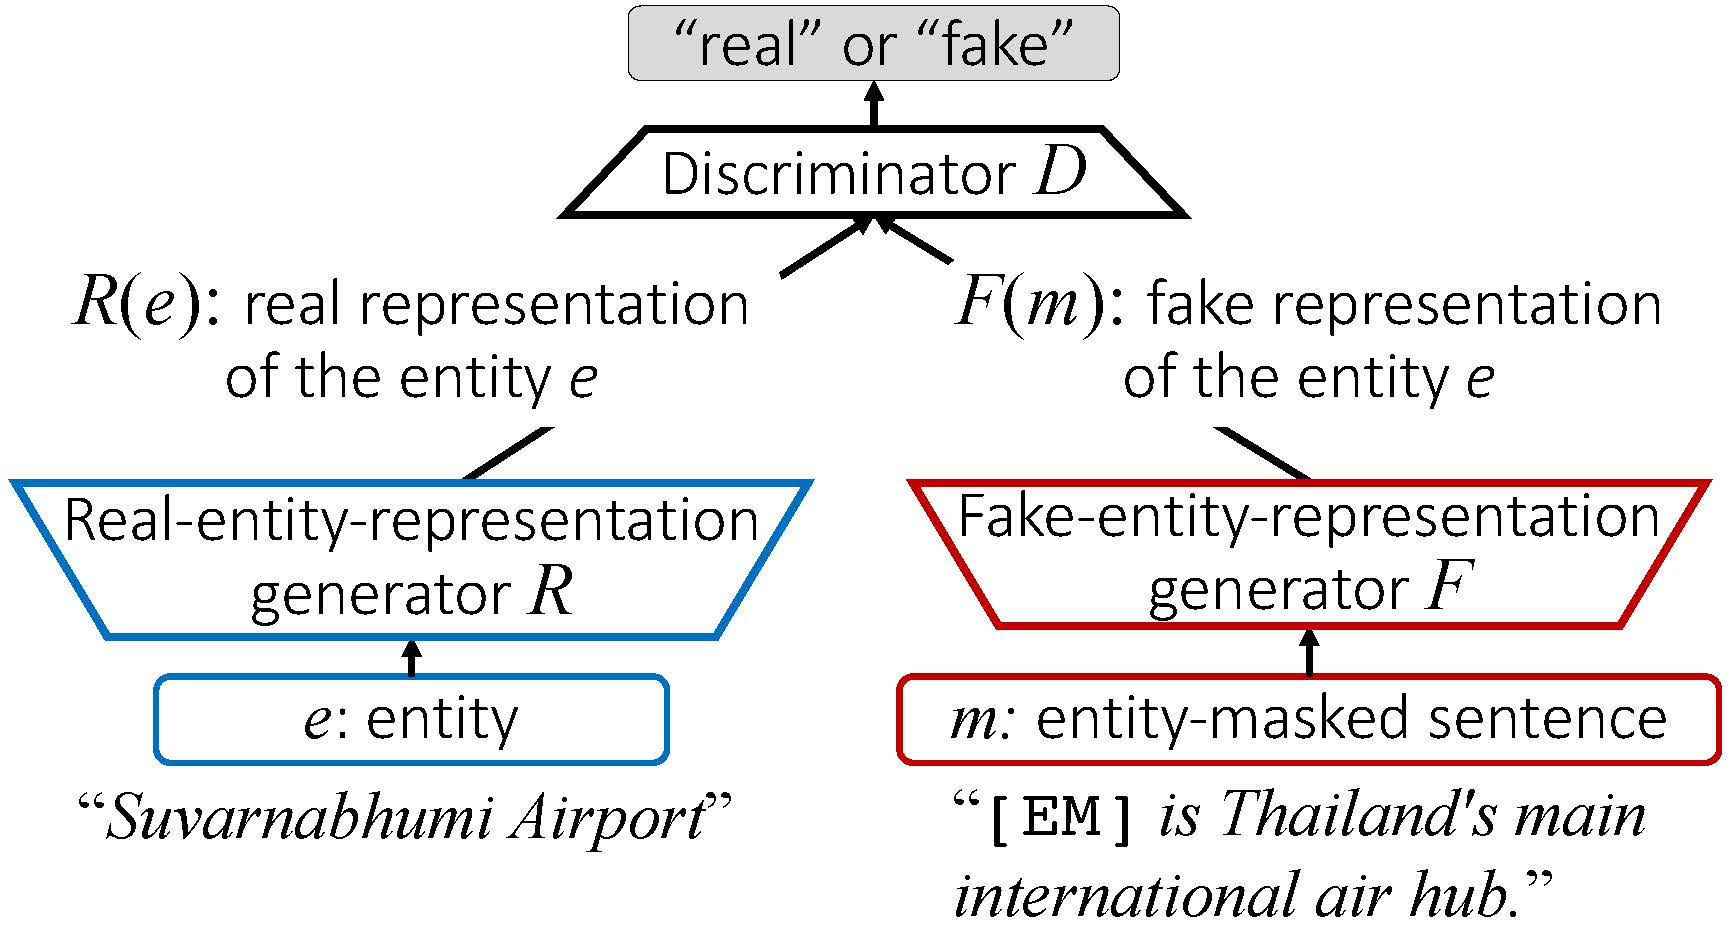 “real” or “fake”
Discriminator D
R(e): real representation
of the entity e
F(m): fake representation
of the entity e
Real-entity-representation
generator R
Fake-entity-representation
generator F
e: entity
m: entity-masked sentence
“Suvarnabhumi Airport”
“[EM] is Thailand's main
international air hub.”